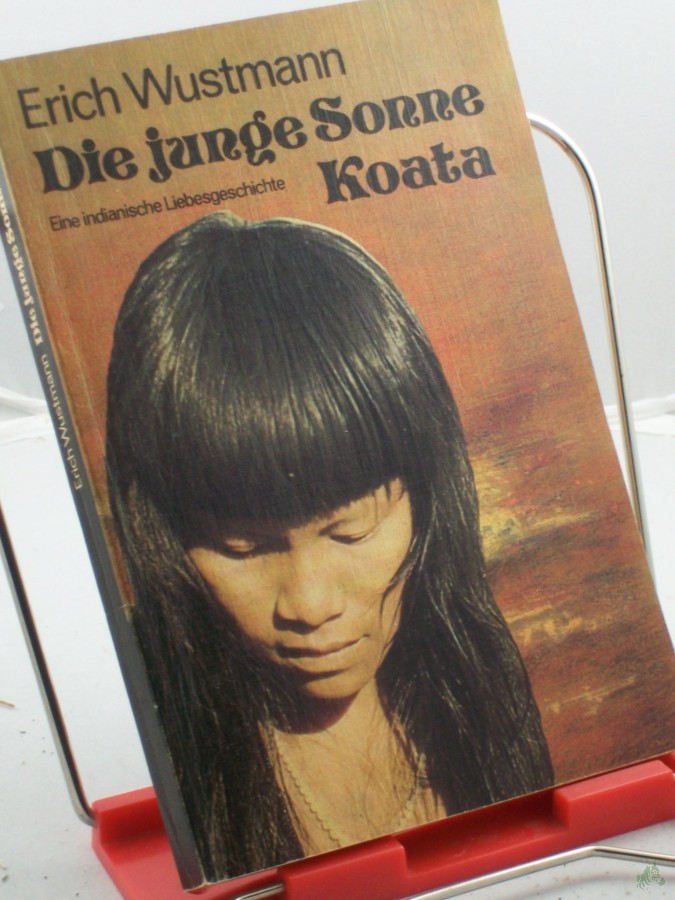 Erich Wustmann
Die junge Sonne
Koata
Eine indianische Liebesgeschichte
Erich Wustmann Die junge Sonne